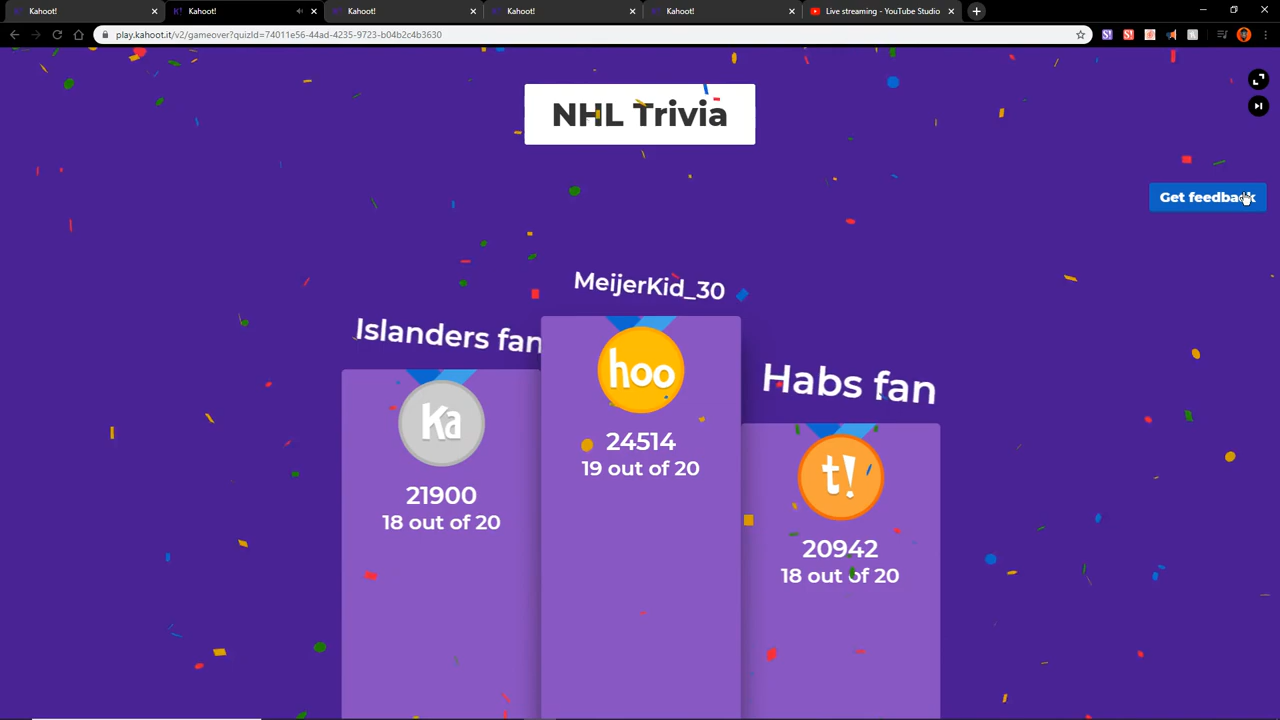 Kahoot!
Kahoot!
Kahoot!
Kahoot!
Kahoot!
Live streaming - YouTube Studio
play.kahoot.it/v2/gameover?quizId=74011e56-44ad-4235-9723-b04b2c4b3630
NHL Trivia
Get feedback
MeijerKid_30
Islanders fan
Habs fan
hoo
24514
19 out of 20
Ka
21900
18 out of 20
t!
20942
18 out of 20